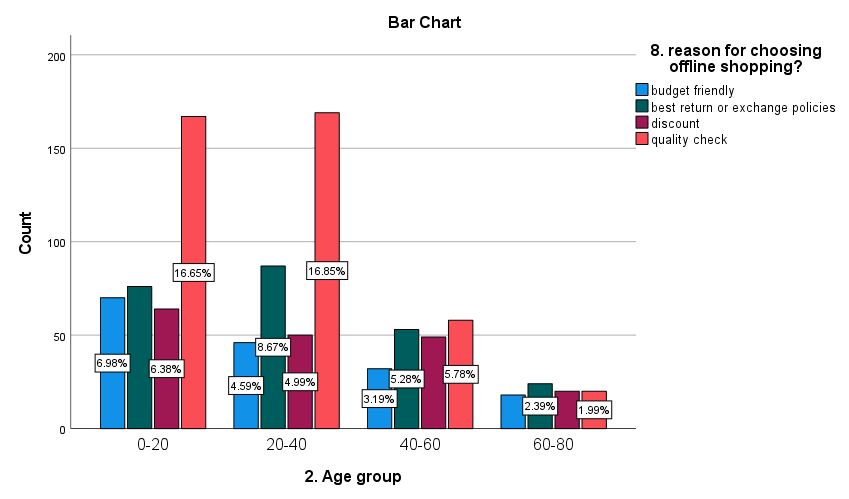 Bar Chart
8. reason for choosing
offline shopping?
budget friendly
best return or exchange policies
discount
quality check
Count
200
150
100
50
0
6.98%
6.38%
16.65%
4.59%
8.67%
4.99%
16.85%
3.19%
5.28%
5.78%
2.39%
1.99%
0-20
20-40
40-60
60-80
2. Age group